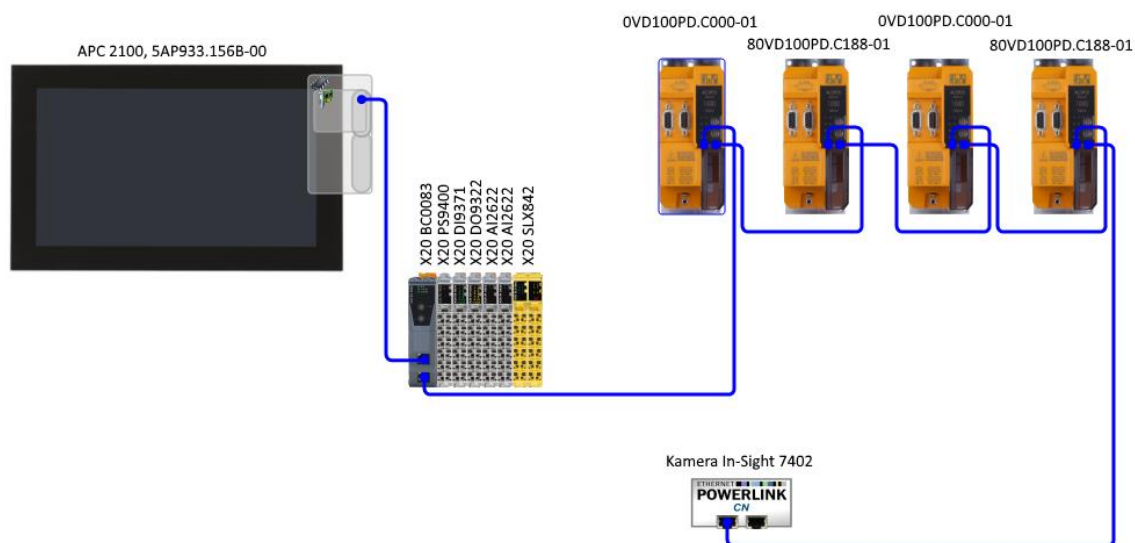 0VD100PD.C000-01
0VD100PD.C000-01
APC 2100, 5AP933.156B-00
80VD100PD.C188-01
80VD100PD.C188-01
X20 BC0083
X20 PS9400
X20 DI9371
X20 DO9322
X20 AI2622
X20 AI2622
X20 SLX842
Kamera In-Sight 7402
ETHERNET
POWERLINK
CN